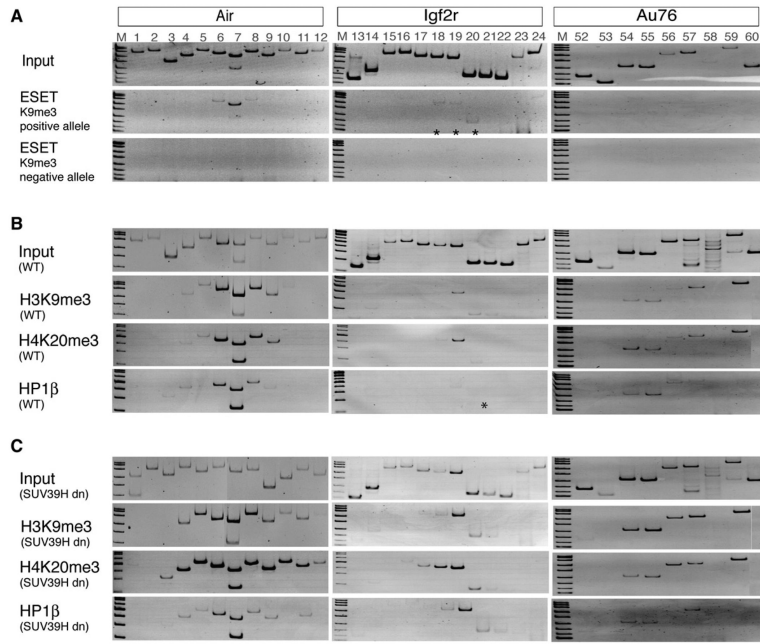 A
Air
Igf2r
Au76
M 1 2 3 4 5 6 7 8 9 10 11 12
M 13 14 15 16 17 18 19 20 21 22 23 24
M 52 53 54 55 56 57 58 59 60
Input
ESET
K9me3
positive allele
* * *
ESET
K9me3
negative allele
B
Input
(WT)
H3K9me3
(WT)
H4K20me3
(WT)
HP1β
(WT)
*
C
Input
(SUV39H dn)
H3K9me3
(SUV39H dn)
H4K20me3
(SUV39H dn)
HP1β
(SUV39H dn)